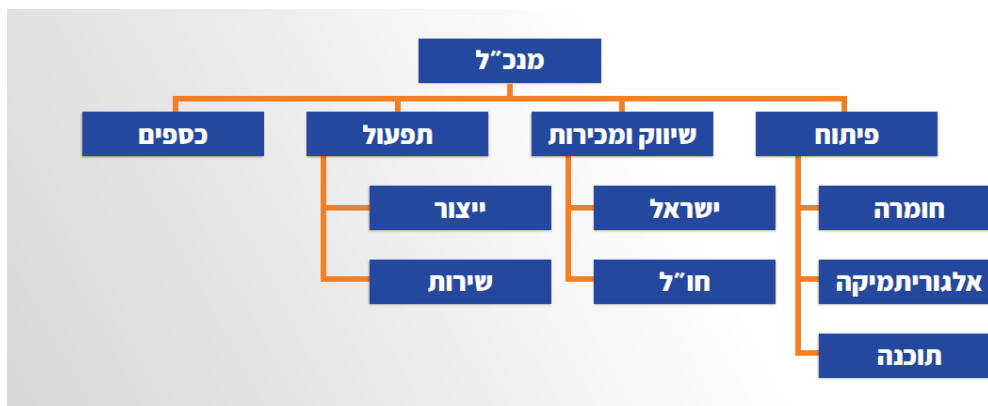 מנכ״ל
פיתוח
שיווק ומכירות
תפעול
כספים
חומרה
ישראל
ייצור
אלגוריתמיקה
חו״ל
שירות
תוכנה